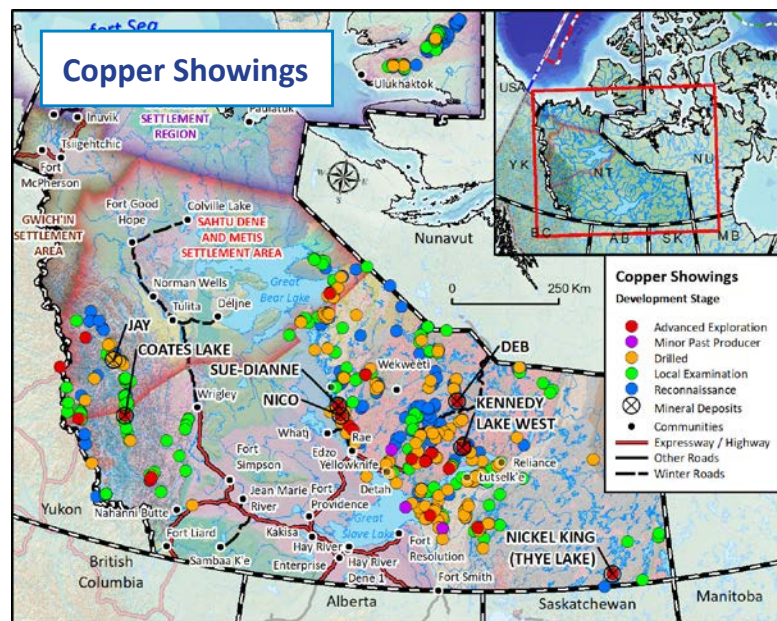 fort Sea
Copper Showings
Ulukhaktok
Paulatuk
Inuvik
SETTLEMENT
REGION
Tsiigehtchic
Fort
McPherson
GWICH'IN
SETTLEMENT
AREA
Fort Good
Hope
Colville Lake
SAHTU DENE
AND METIS
SETTLEMENT AREA
Nunavut
Norman Wells
Great
Bear Lake
Tulita
Délįne
0
250 Km
JAY
COATES LAKE
SUE-DIANNE
NICO
Wekweètì
DEB
KENNEDY
LAKE WEST
Wrigley
Whatì
Rae
Edzo
Yellowknife
Reliance
Łutselk'e
Detah
Fort
Simpson
Jean Marie
River
Fort
Providence
Nahanni Butte
Yukon
Kakisa
Great
Slave Lake
Fort Liard
Hay River
Fort
Resolution
Sambaa K'e
Enterprise
Hay River
Dene 1
Fort Smith
NICKEL KING
(THYE LAKE)
British
Columbia
Alberta
Saskatchewan
Manitoba
USA
YK
NT
NU
BC
AB
SK
MB
Copper Showings
Development Stage
Advanced Exploration
Minor Past Producer
Drilled
Local Examination
Reconnaissance
Mineral Deposits
Communities
Expressway / Highway
Other Roads
Winter Roads